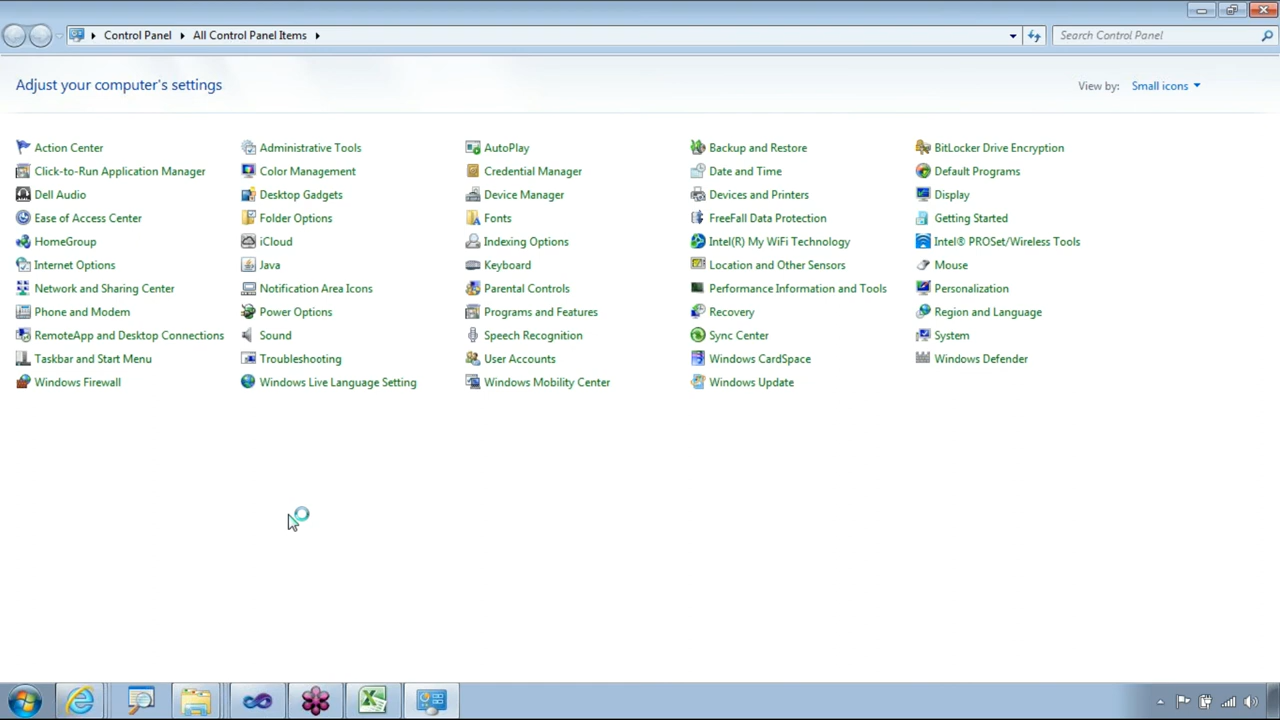 Control Panel All Control Panel Items Search Control Panel
Adjust your computer's settings View by: Small icons
Action Center Administrative Tools AutoPlay Backup and Restore BitLocker Drive Encryption
Click-to-Run Application Manager Color Management Credential Manager Date and Time Default Programs
Dell Audio Desktop Gadgets Device Manager Devices and Printers Display
Ease of Access Center Folder Options Fonts FreeFall Data Protection Getting Started
HomeGroup iCloud Indexing Options Intel(R) My WiFi Technology Intel® PROSet/Wireless Tools
Internet Options Java Keyboard Location and Other Sensors Mouse
Network and Sharing Center Notification Area Icons Parental Controls Performance Information and Tools Personalization
Phone and Modem Power Options Programs and Features Recovery Region and Language
RemoteApp and Desktop Connections Sound Speech Recognition Sync Center System
Taskbar and Start Menu Troubleshooting User Accounts Windows CardSpace Windows Defender
Windows Firewall Windows Live Language Setting Windows Mobility Center Windows Update